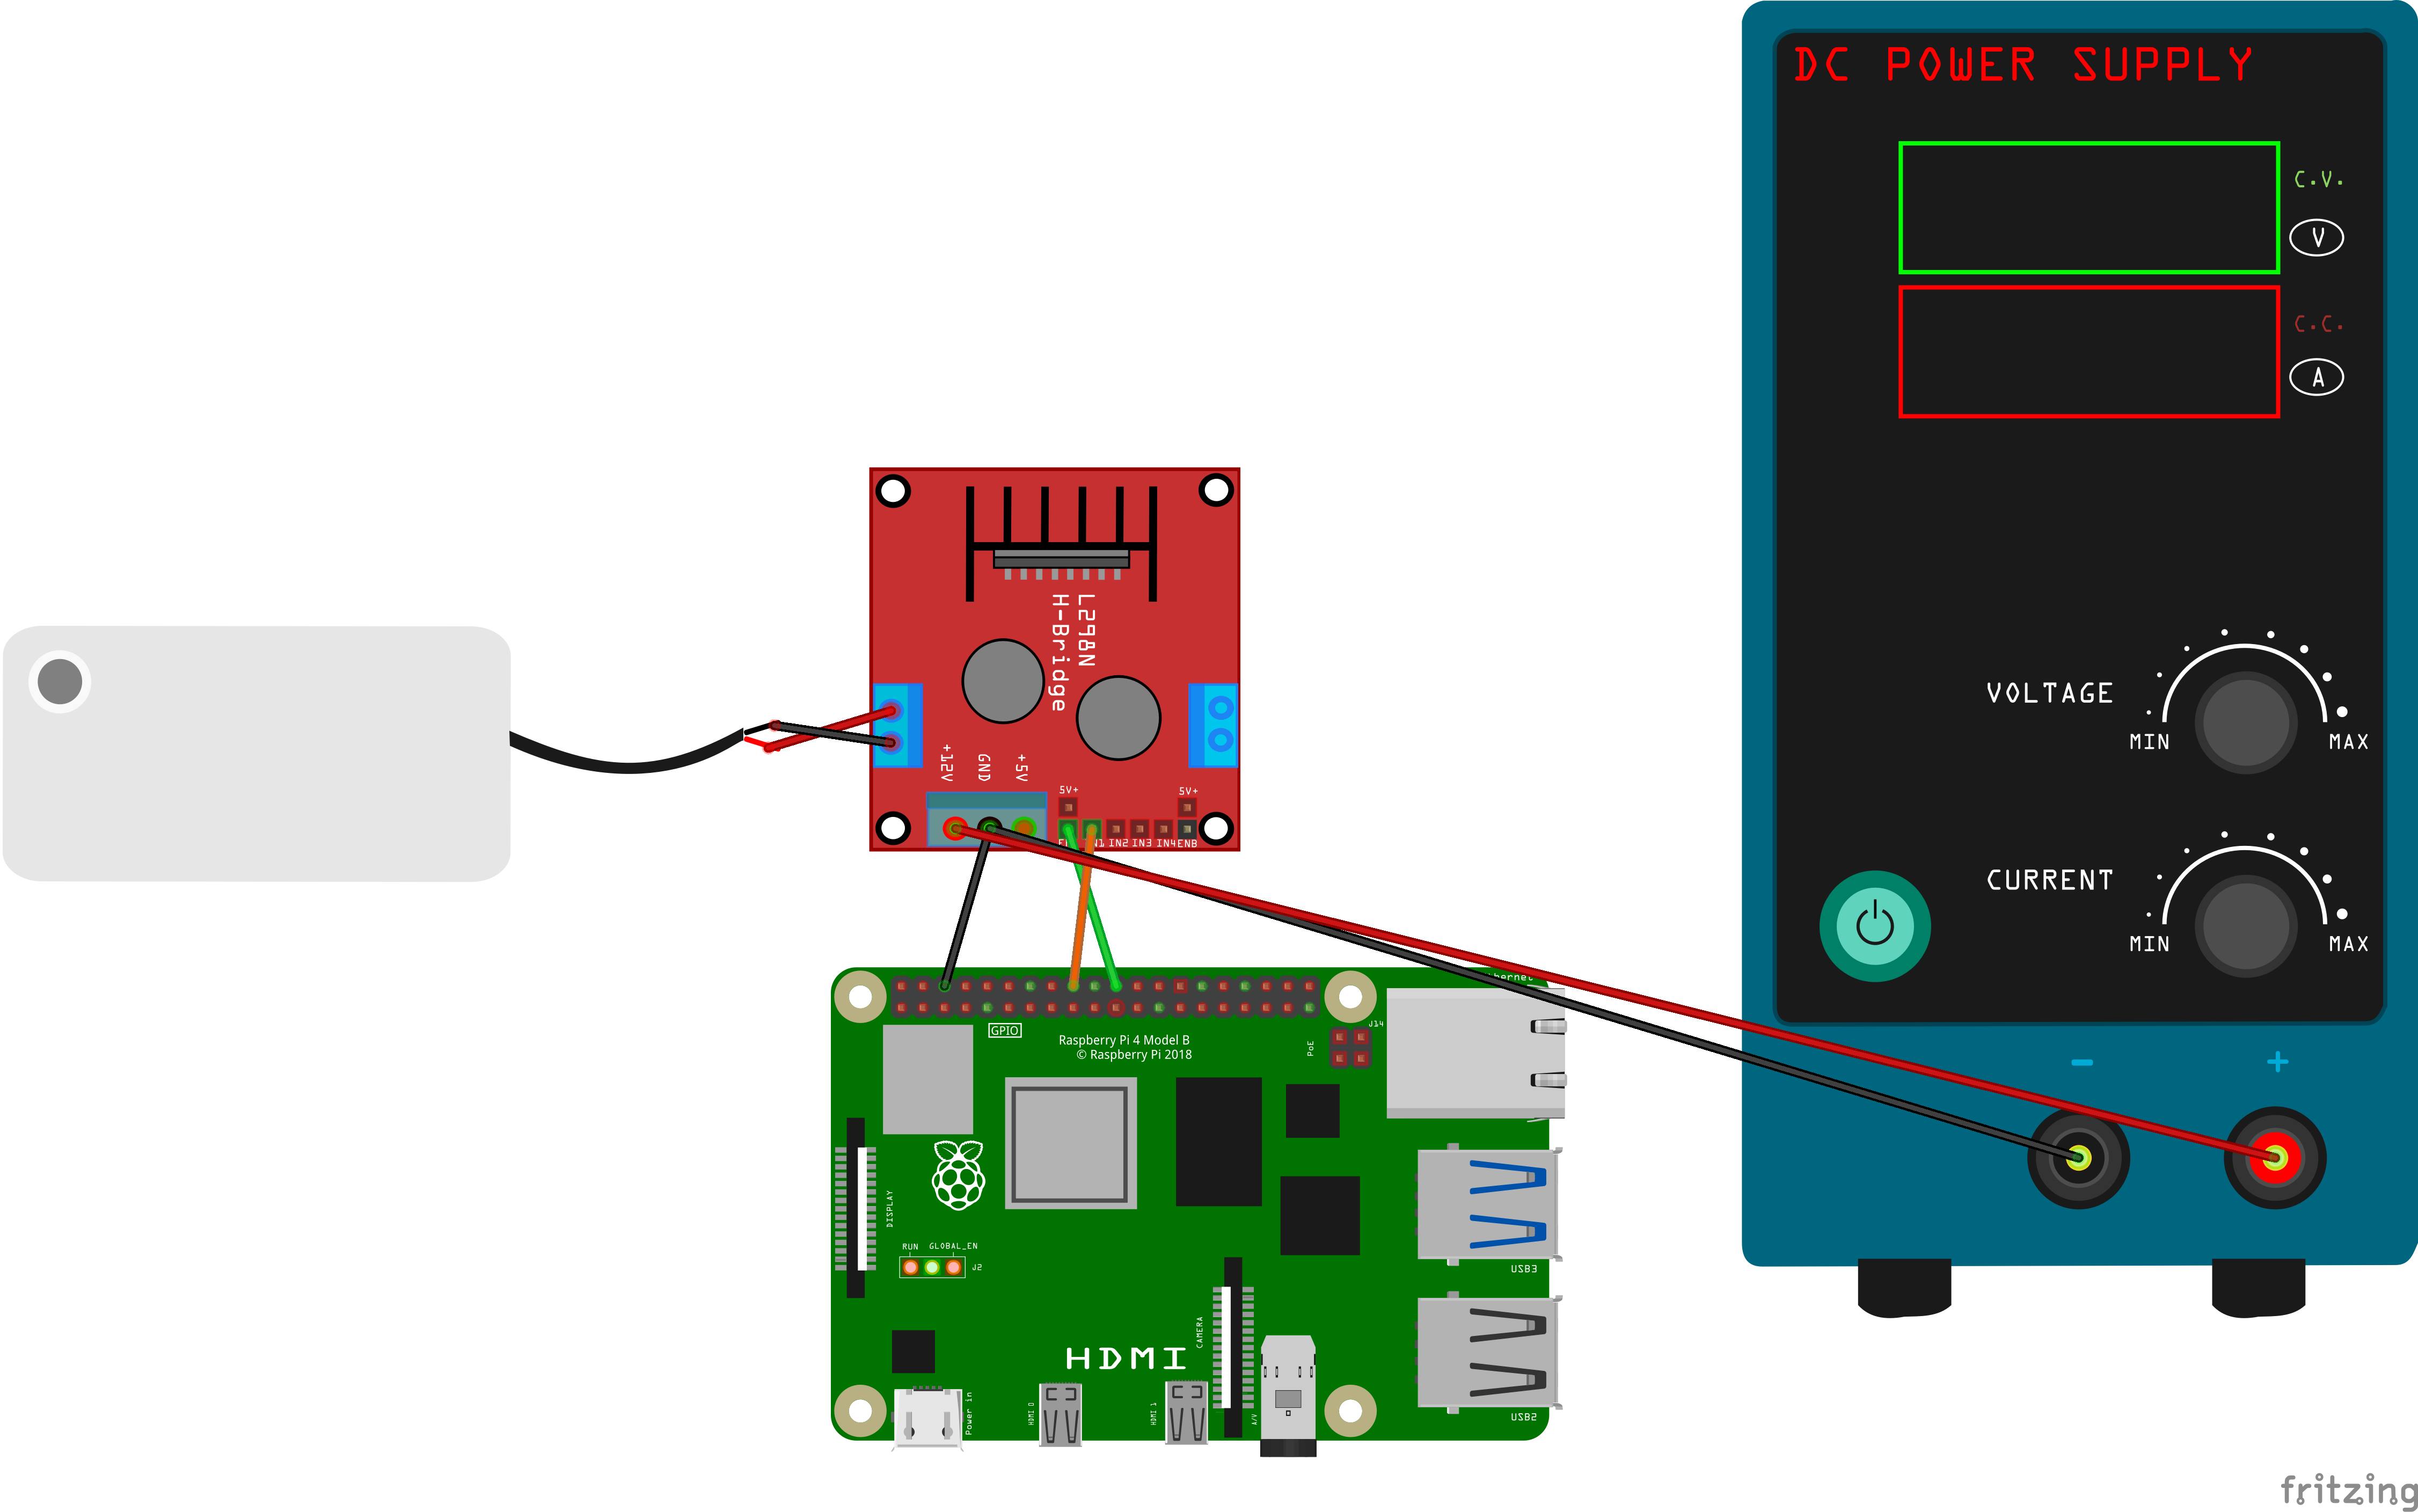 DC POWER SUPPLY
C.V.
V
C.C.
A
VOLTAGE
MIN
MAX
CURRENT
MIN
MAX
-
+
L298N
H-Bridge
+12V
GND
+5V
5V+
5V+
IN2
IN3
IN4
ENB
GPIO
Raspberry Pi 4 Model B
© Raspberry Pi 2018
J14
PoE
DISPLAY
RUN
GLOBAL_EN
J2
USB3
CAMERA
HDMI
USB2
Power in
HDMI 0
HDMI 1
A/V
fritzing